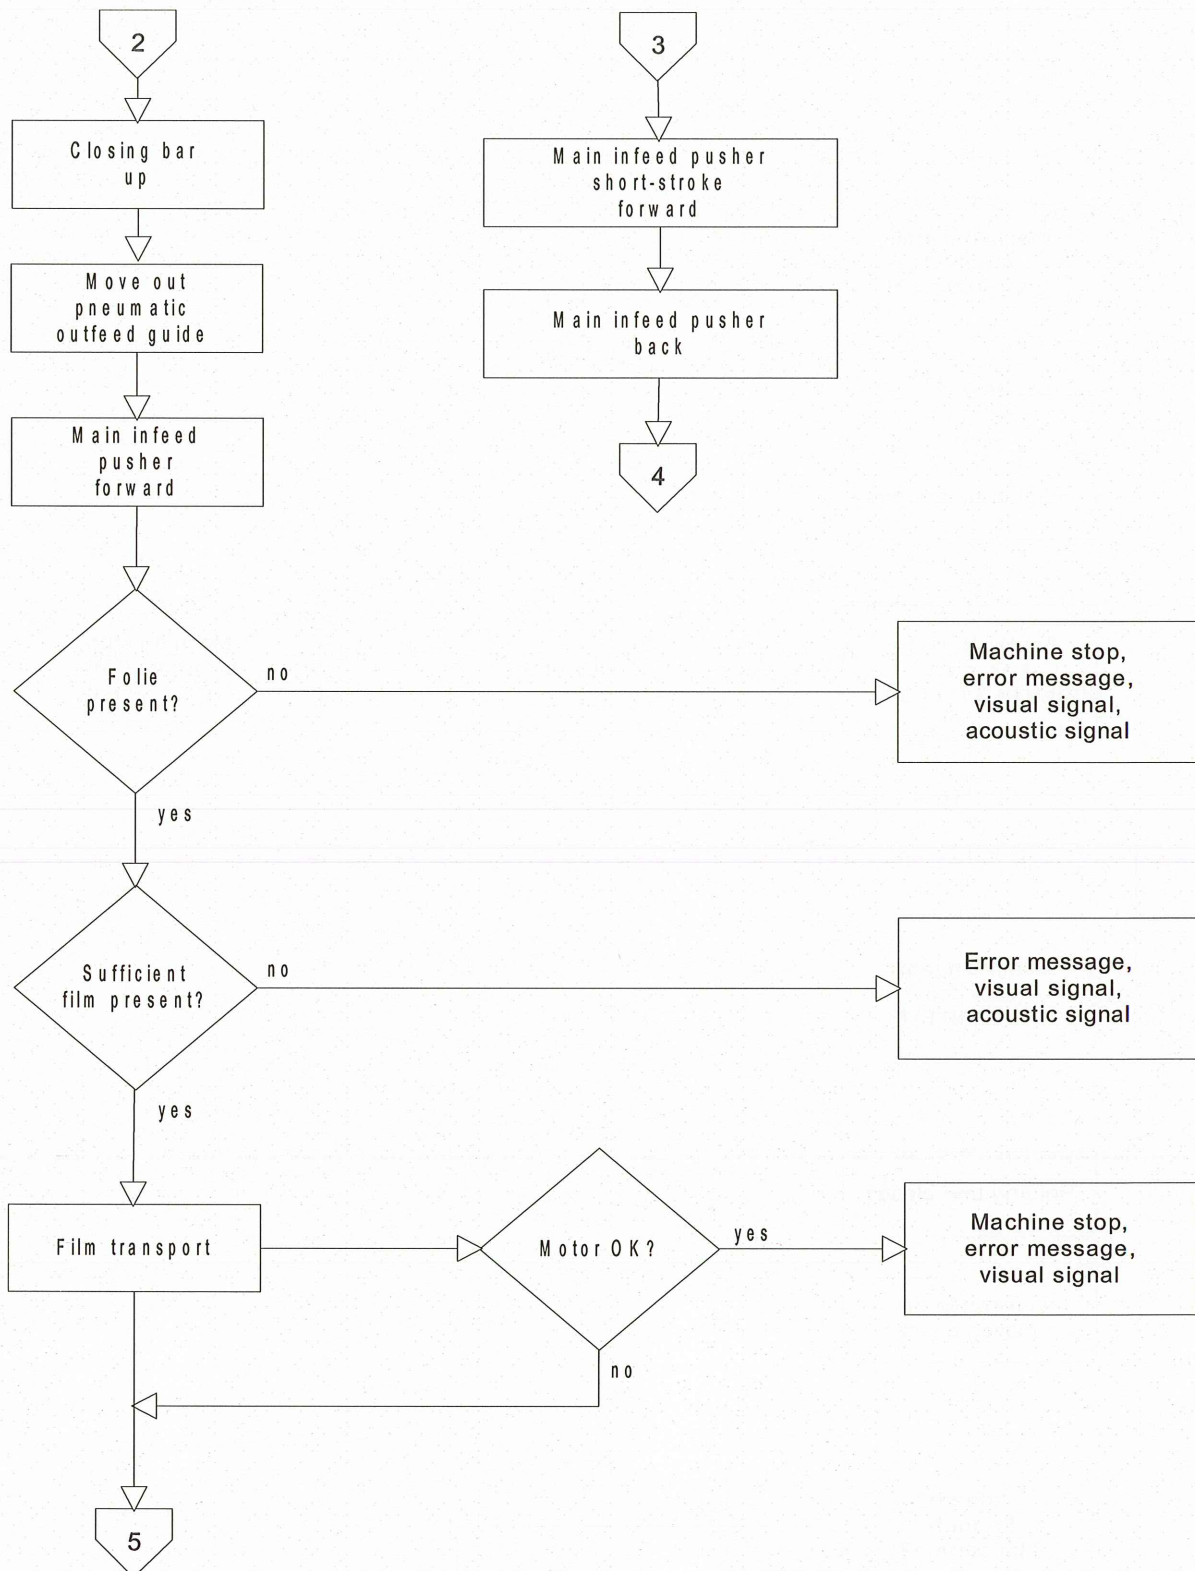 2
Closing bar
up
Move out
pneumatic
outfeed guide
Main infeed
pusher
forward
3
Main infeed pusher
short-stroke
forward
Main infeed pusher
back
4
Folie
present?
no
Machine stop,
error message,
visual signal,
acoustic signal
yes
Sufficient
film present?
no
Error message,
visual signal,
acoustic signal
yes
Film transport
Motor OK?
yes
Machine stop,
error message,
visual signal
no
5